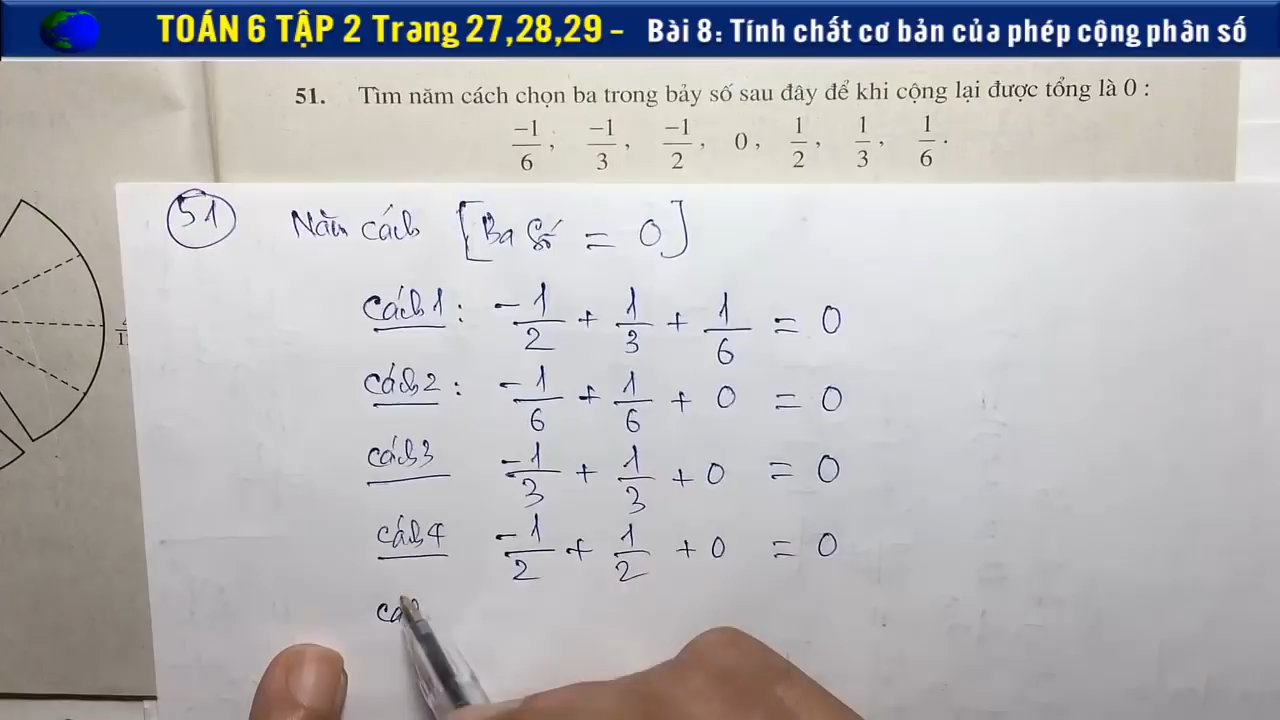 TOÁN 6 TẬP 2 Trang 27,28,29 – Bài 8: Tính chất cơ bản của phép cộng phân số
51. Tìm năm cách chọn ba trong bảy số sau đây để khi cộng lại được tổng là 0 :
-1/6 , -1/3 , -1/2 , 0 , 1/2 , 1/3 , 1/6 .
51 Năm cách [Ba số = 0]
cách 1 : -1/2 + 1/3 + 1/6 = 0
cách 2 : -1/6 + 1/6 + 0 = 0
cách 3 -1/3 + 1/3 + 0 = 0
cách 4 -1/2 + 1/2 + 0 = 0